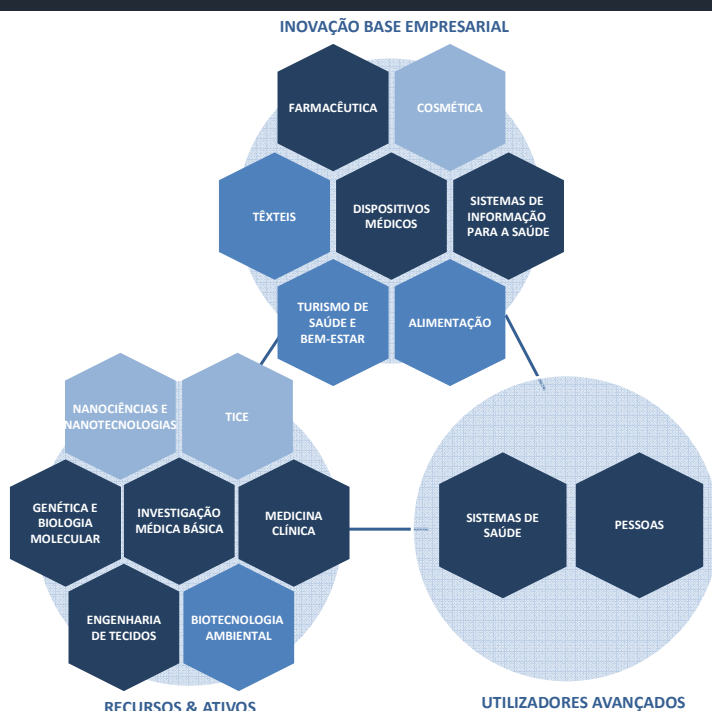 INOVAÇÃO BASE EMPRESARIAL
FARMACÊUTICA
COSMÉTICA
TÊXTEIS
DISPOSITIVOS
MÉDICOS
SISTEMAS DE
INFORMAÇÃO
PARA A SAÚDE
TURISMO DE
SAÚDE E
BEM-ESTAR
ALIMENTAÇÃO
NANOCIÊNCIAS E
NANOTECNOLOGIAS
TICE
GENÉTICA E
BIOLOGIA
MOLECULAR
INVESTIGAÇÃO
MÉDICA BÁSICA
MEDICINA
CLÍNICA
ENGENHARIA
DE TECIDOS
BIOTECNOLOGIA
AMBIENTAL
RECURSOS & ATIVOS
SISTEMAS DE
SAÚDE
PESSOAS
UTILIZADORES AVANÇADOS